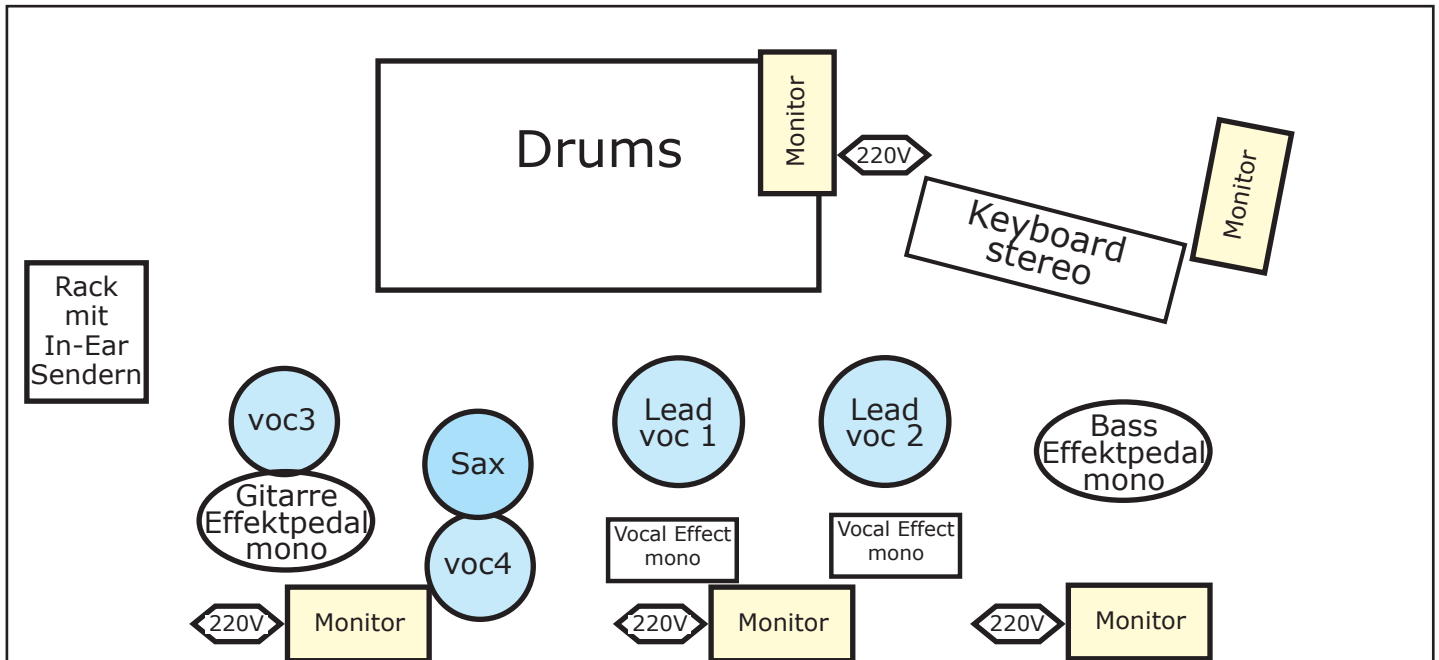 Drums
Monitor
220V
Keyboard
stereo
Monitor
Rack
mit
In-Ear
Sendern
voc3
Gitarre
Effektpedal
mono
Sax
voc4
Lead
voc 1
Lead
voc 2
Bass
Effektpedal
mono
Vocal Effect
mono
Vocal Effect
mono
220V
Monitor
220V
Monitor
220V
Monitor